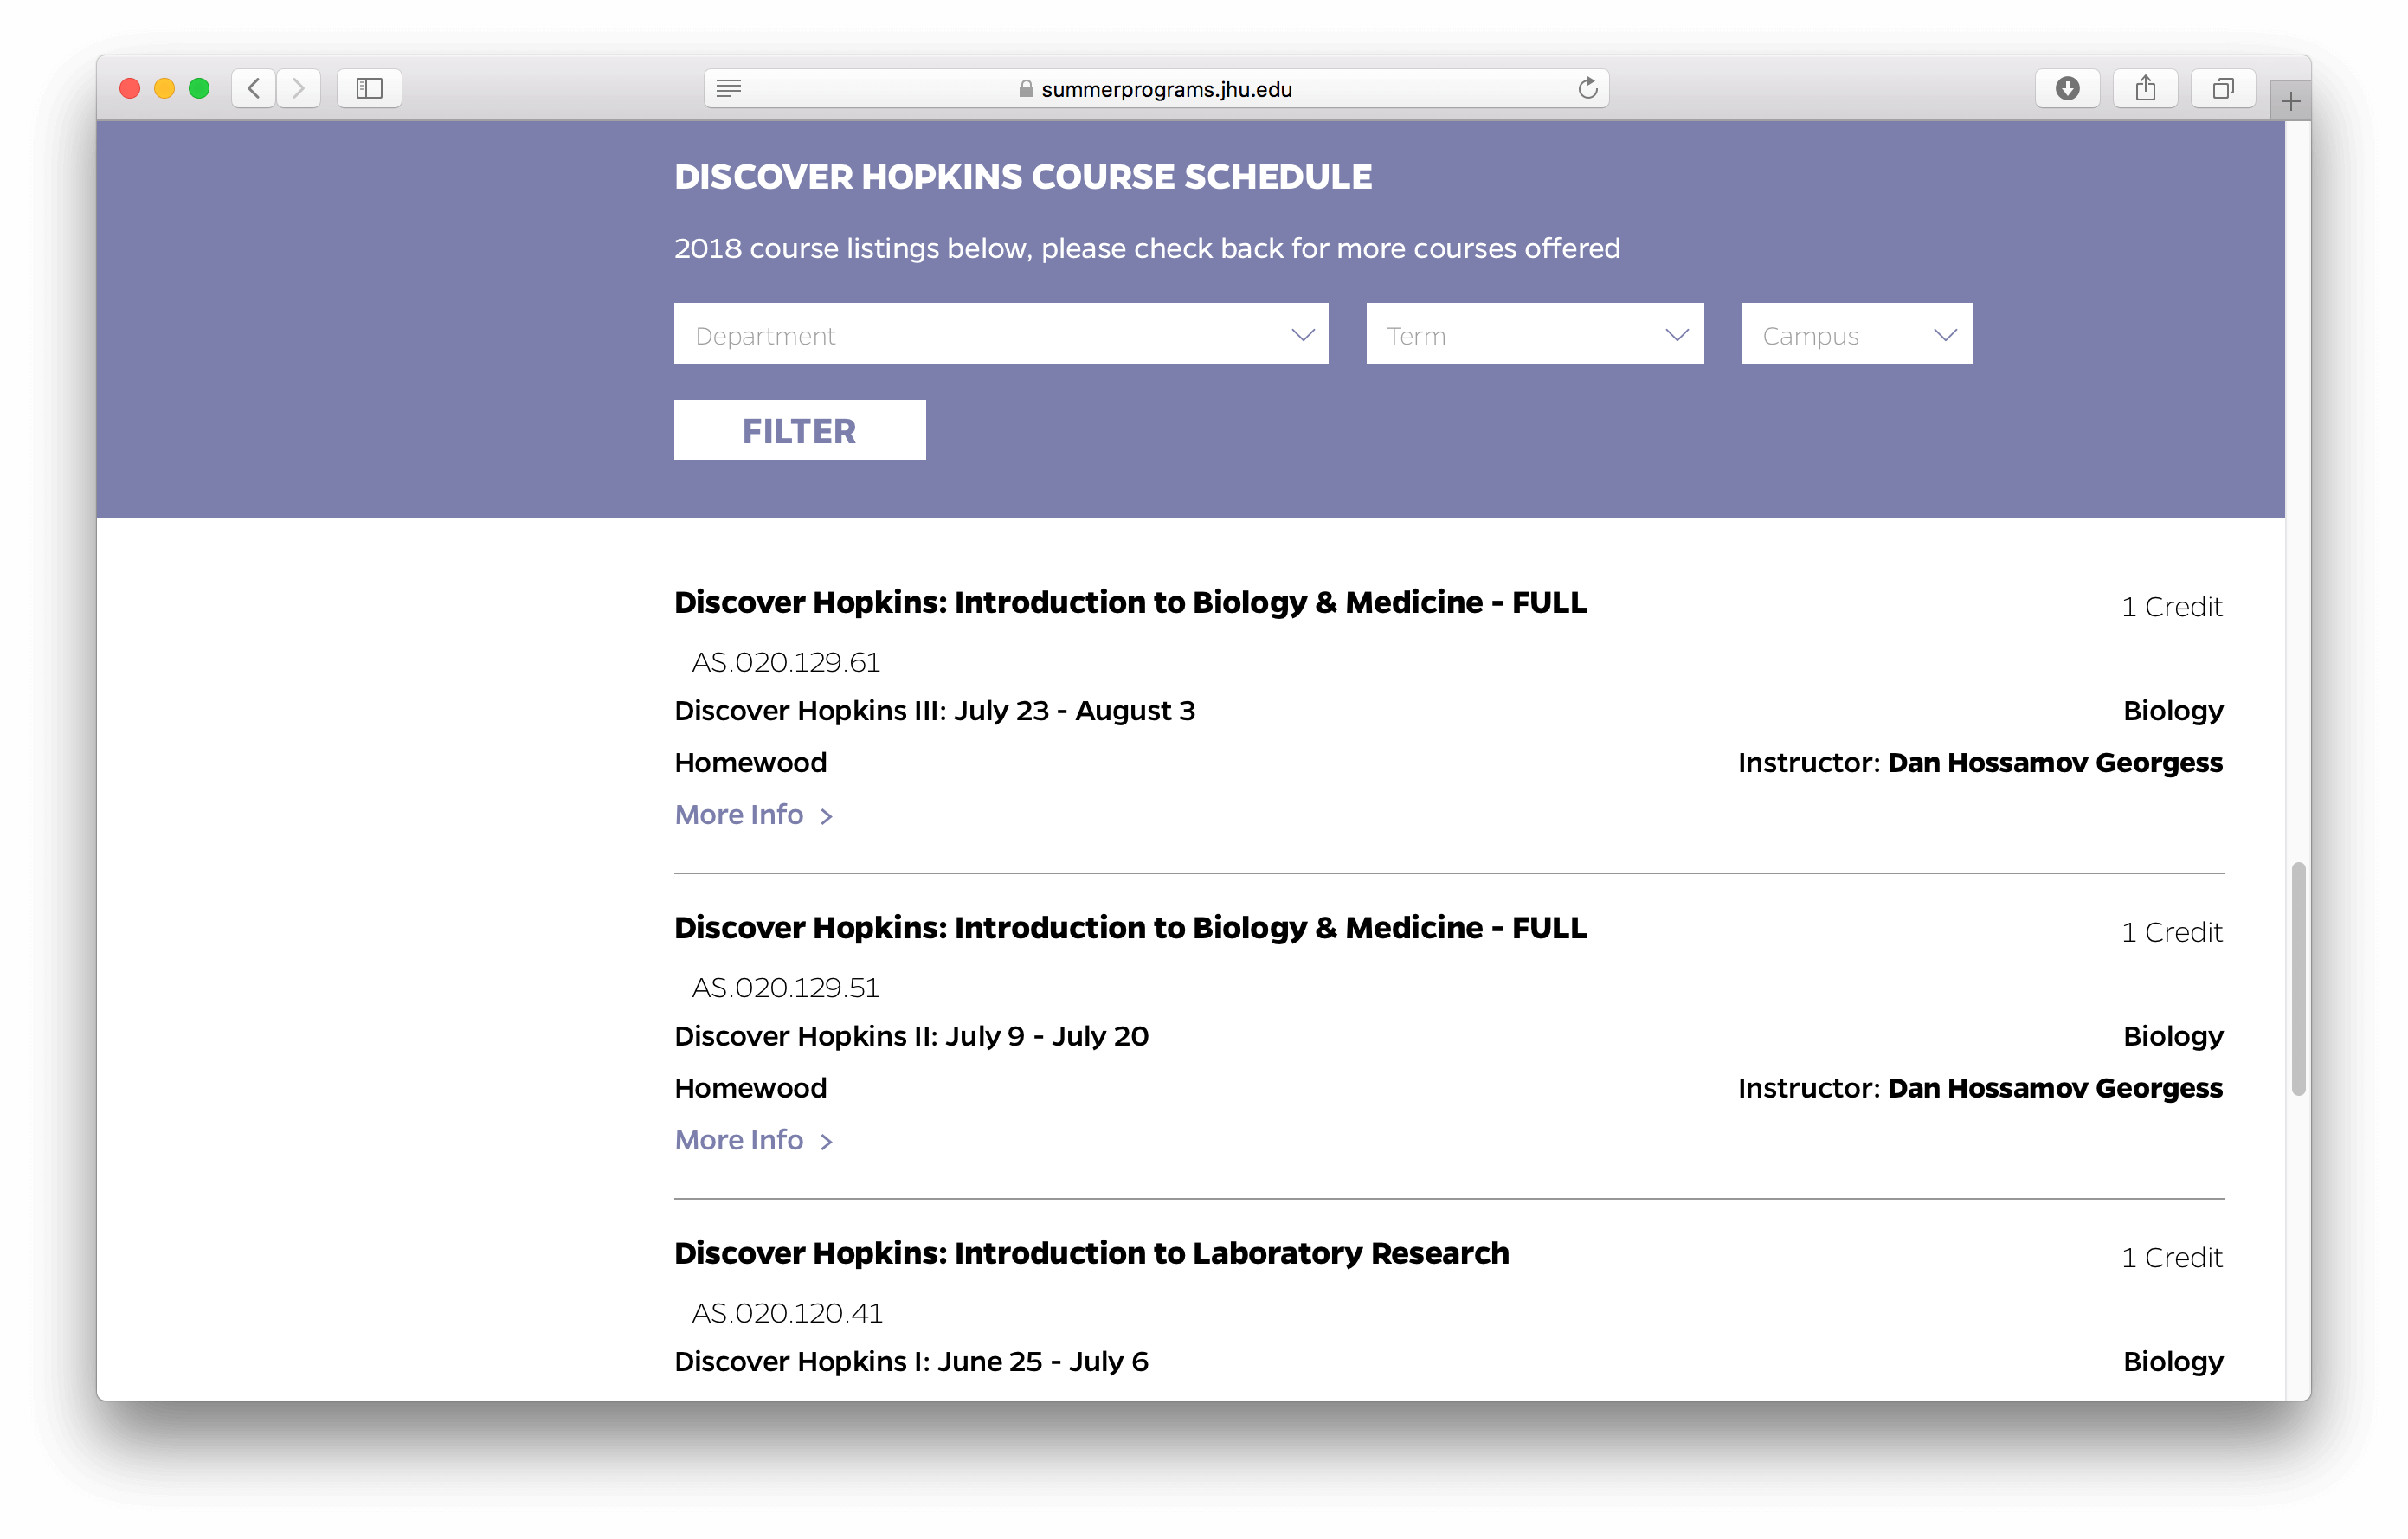 summerprograms.jhu.edu
DISCOVER HOPKINS COURSE SCHEDULE
2018 course listings below, please check back for more courses offered
Department
Term
Campus
FILTER
Discover Hopkins: Introduction to Biology & Medicine - FULL
1 Credit
AS.020.129.61
Discover Hopkins III: July 23 - August 3
Biology
Homewood
Instructor: Dan Hossamov Georgess
More Info >
Discover Hopkins: Introduction to Biology & Medicine - FULL
1 Credit
AS.020.129.51
Discover Hopkins II: July 9 - July 20
Biology
Homewood
Instructor: Dan Hossamov Georgess
More Info >
Discover Hopkins: Introduction to Laboratory Research
1 Credit
AS.020.120.41
Discover Hopkins I: June 25 - July 6
Biology